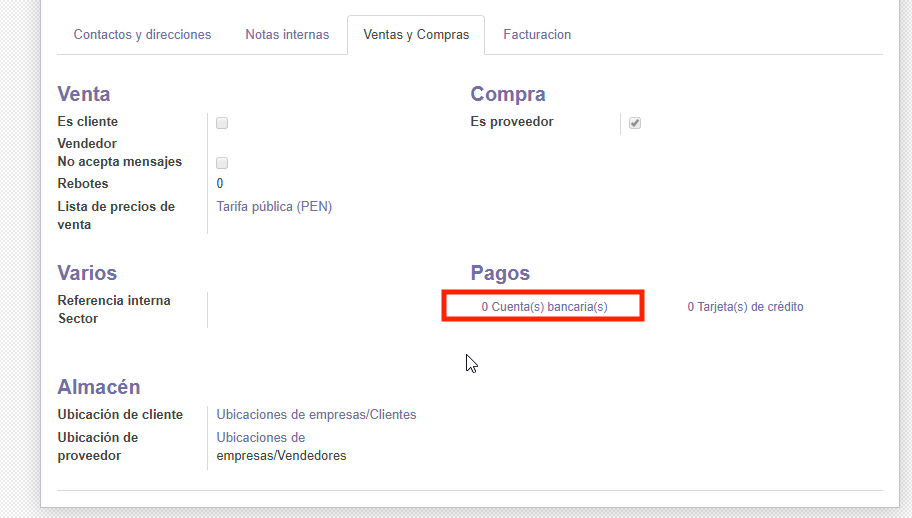 Contactos y direcciones
Notas internas
Ventas y Compras
Facturacion
Venta
Es cliente
Vendedor
No acepta mensajes
Rebotes
0
Lista de precios de
venta
Tarifa pública (PEN)
Compra
Es proveedor
Varios
Referencia interna
Sector
Pagos
0 Cuenta(s) bancaria(s)
0 Tarjeta(s) de crédito
Almacén
Ubicación de cliente
Ubicaciones de empresas/Clientes
Ubicación de
proveedor
Ubicaciones de
empresas/Vendedores